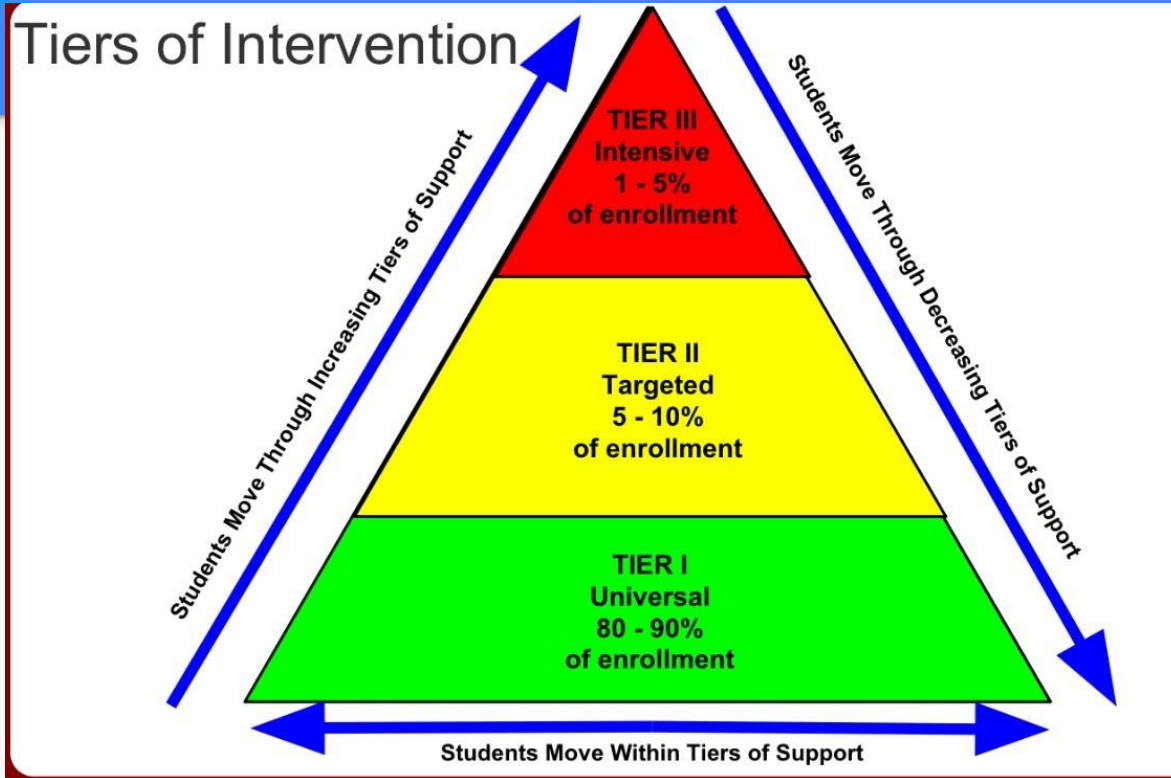 Tiers of Intervention
Students Move Through Increasing Tiers of Support
TIER III
Intensive
1 - 5%
of enrollment
Students Move Through Decreasing Tiers of Support
TIER II
Targeted
5 - 10%
of enrollment
TIER I
Universal
80 - 90%
of enrollment
Students Move Within Tiers of Support